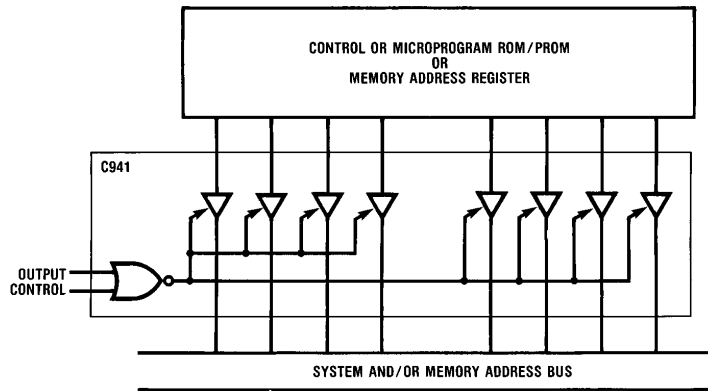 CONTROL OR MICROPROGRAM ROM/PROM
OR
MEMORY ADDRESS REGISTER
C941
OUTPUT
CONTROL
SYSTEM AND/OR MEMORY ADDRESS BUS